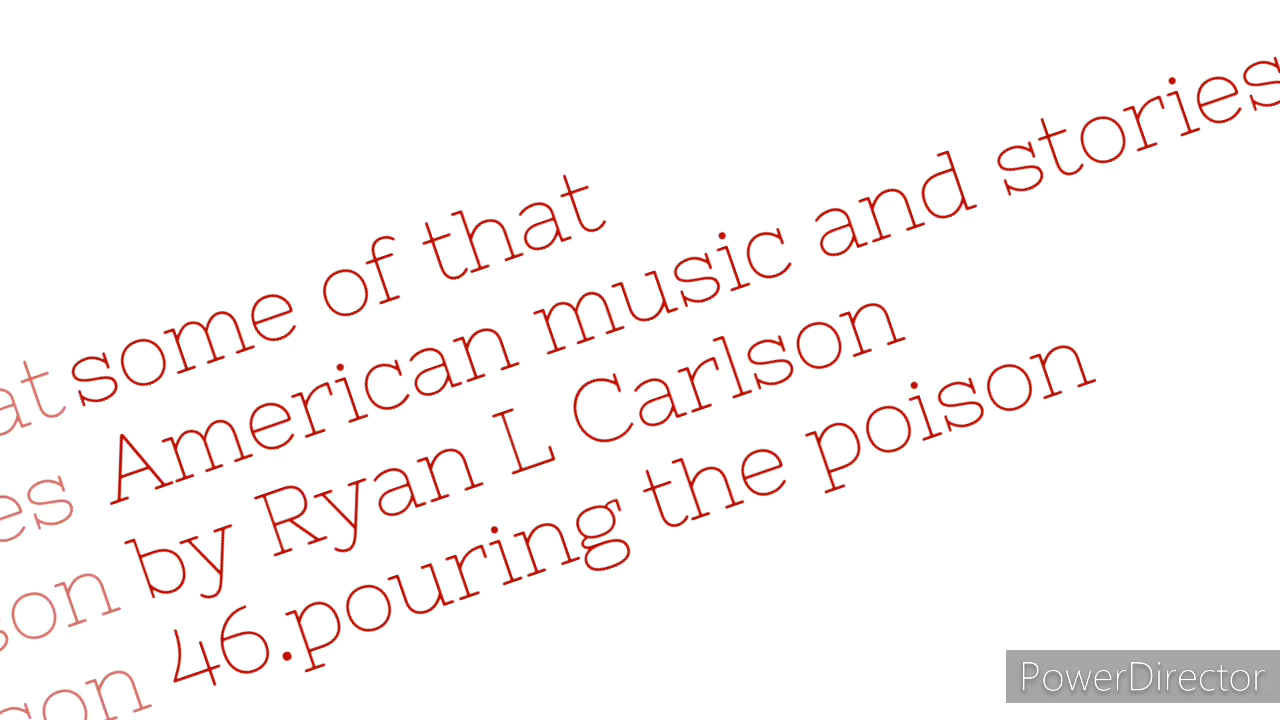 some of that
American music and stories
by Ryan L Carlson
46.pouring the poison
at
es
son
son
PowerDirector